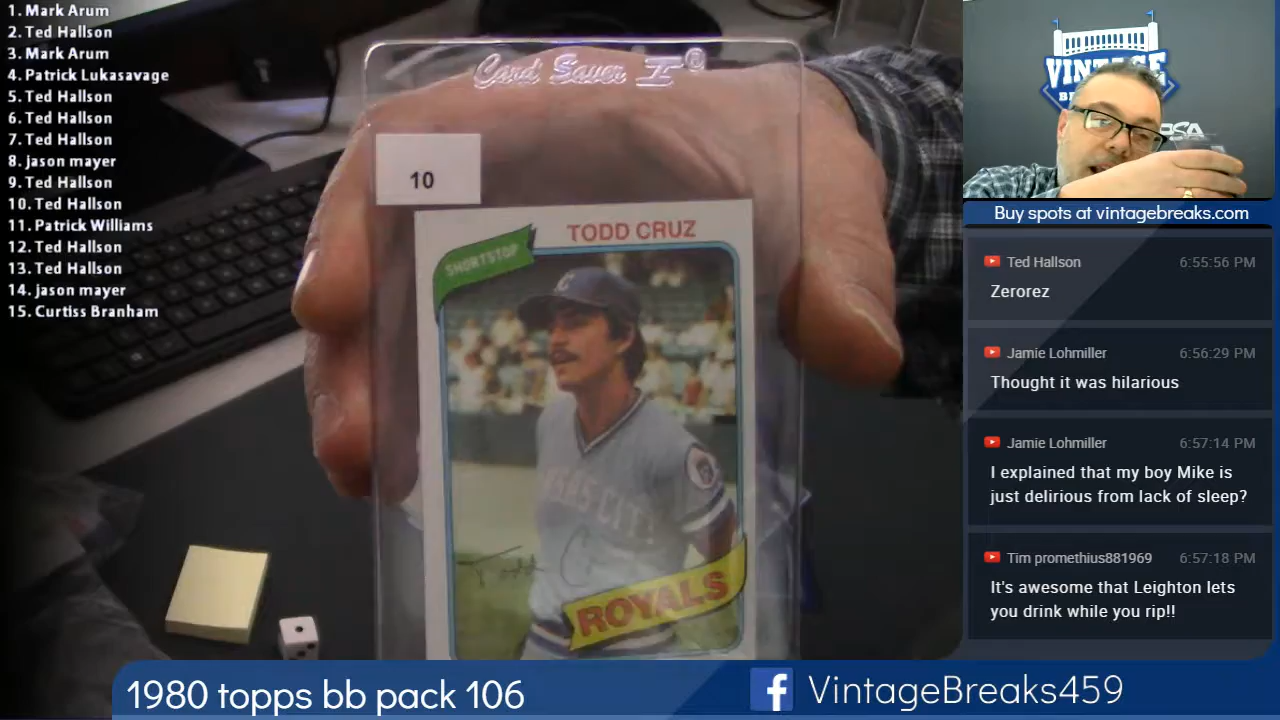 1. Mark Arum
2. Ted Hallson
3. Mark Arum
4. Patrick Lukasavage
5. Ted Hallson
6. Ted Hallson
7. Ted Hallson
8. jason mayer
9. Ted Hallson
10. Ted Hallson
11. Patrick Williams
12. Ted Hallson
13. Ted Hallson
14. jason mayer
15. Curtiss Branham
Card Saver I®
10
TODD CRUZ
SHORTSTOP
ROYALS
VINTAGE
PSA
Buy spots at vintagebreaks.com
Ted Hallson 6:55:56 PM
Zerorez
Jamie Lohmiller 6:56:29 PM
Thought it was hilarious
Jamie Lohmiller 6:57:14 PM
I explained that my boy Mike is
just delirious from lack of sleep?
Tim promethius881969 6:57:18 PM
It's awesome that Leighton lets
you drink while you rip!!
1980 topps bb pack 106
VintageBreaks459